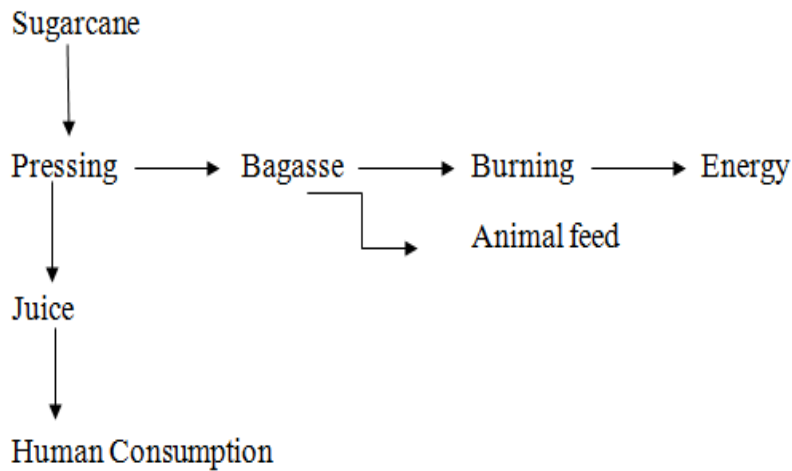 Sugarcane
Pressing Bagasse Burning Energy
Animal feed
Juice
Human Consumption